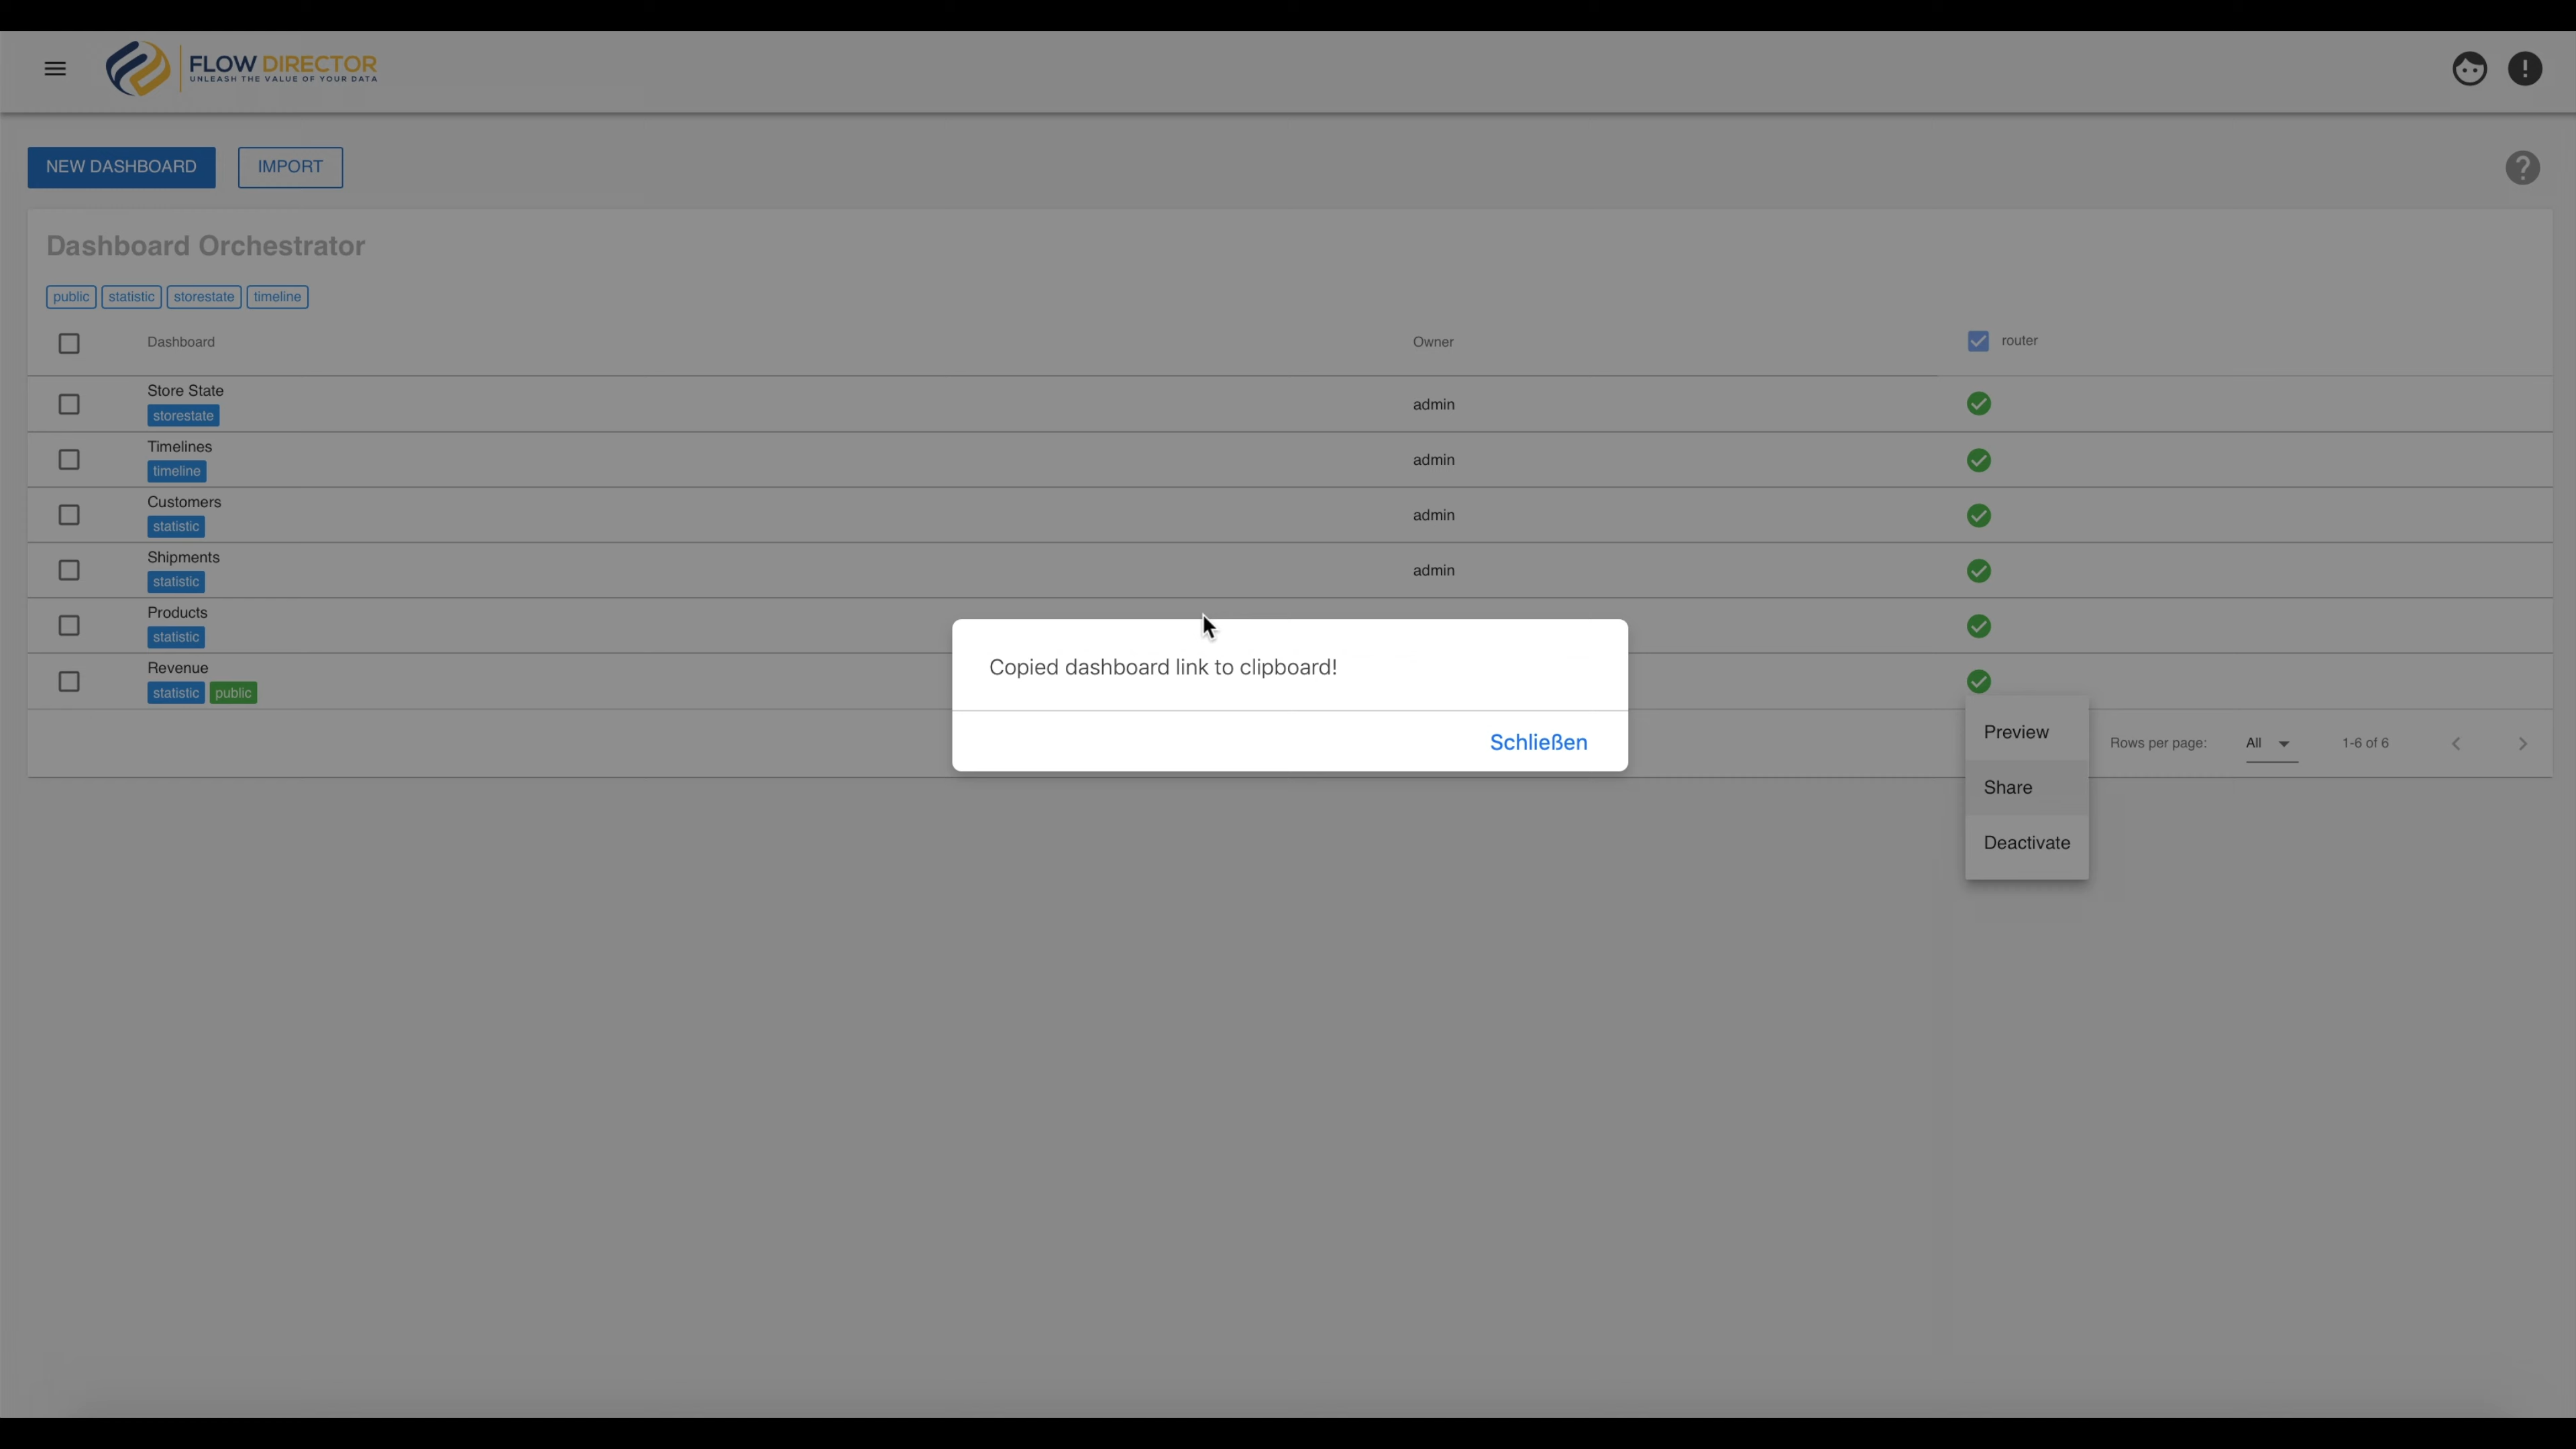 FLOW DIRECTOR
UNLEASH THE VALUE OF YOUR DATA
NEW DASHBOARD IMPORT
Dashboard Orchestrator
public statistic storestate timeline
Dashboard Owner router
Store State
storestate
admin
Timelines
timeline
admin
Customers
statistic
admin
Shipments
statistic
admin
Products
statistic
Revenue
statistic public
Copied dashboard link to clipboard!
Schließen
Preview
Share
Deactivate
Rows per page: All 1-6 of 6